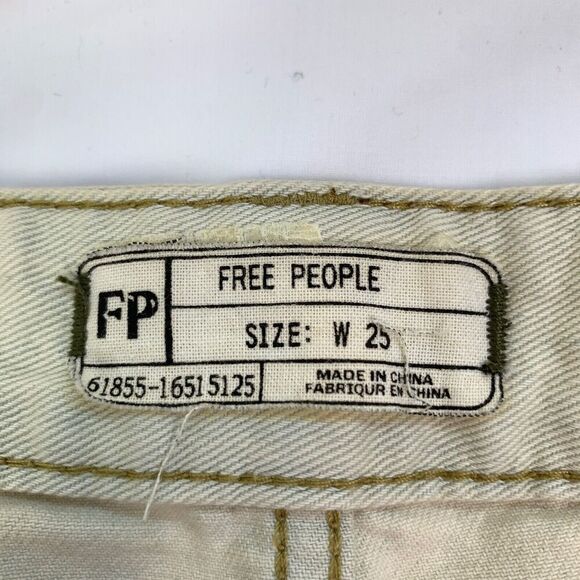 FP
FREE PEOPLE
SIZE: W 25
61855-16515125
MADE IN CHINA
FABRIQUR EN CHINA